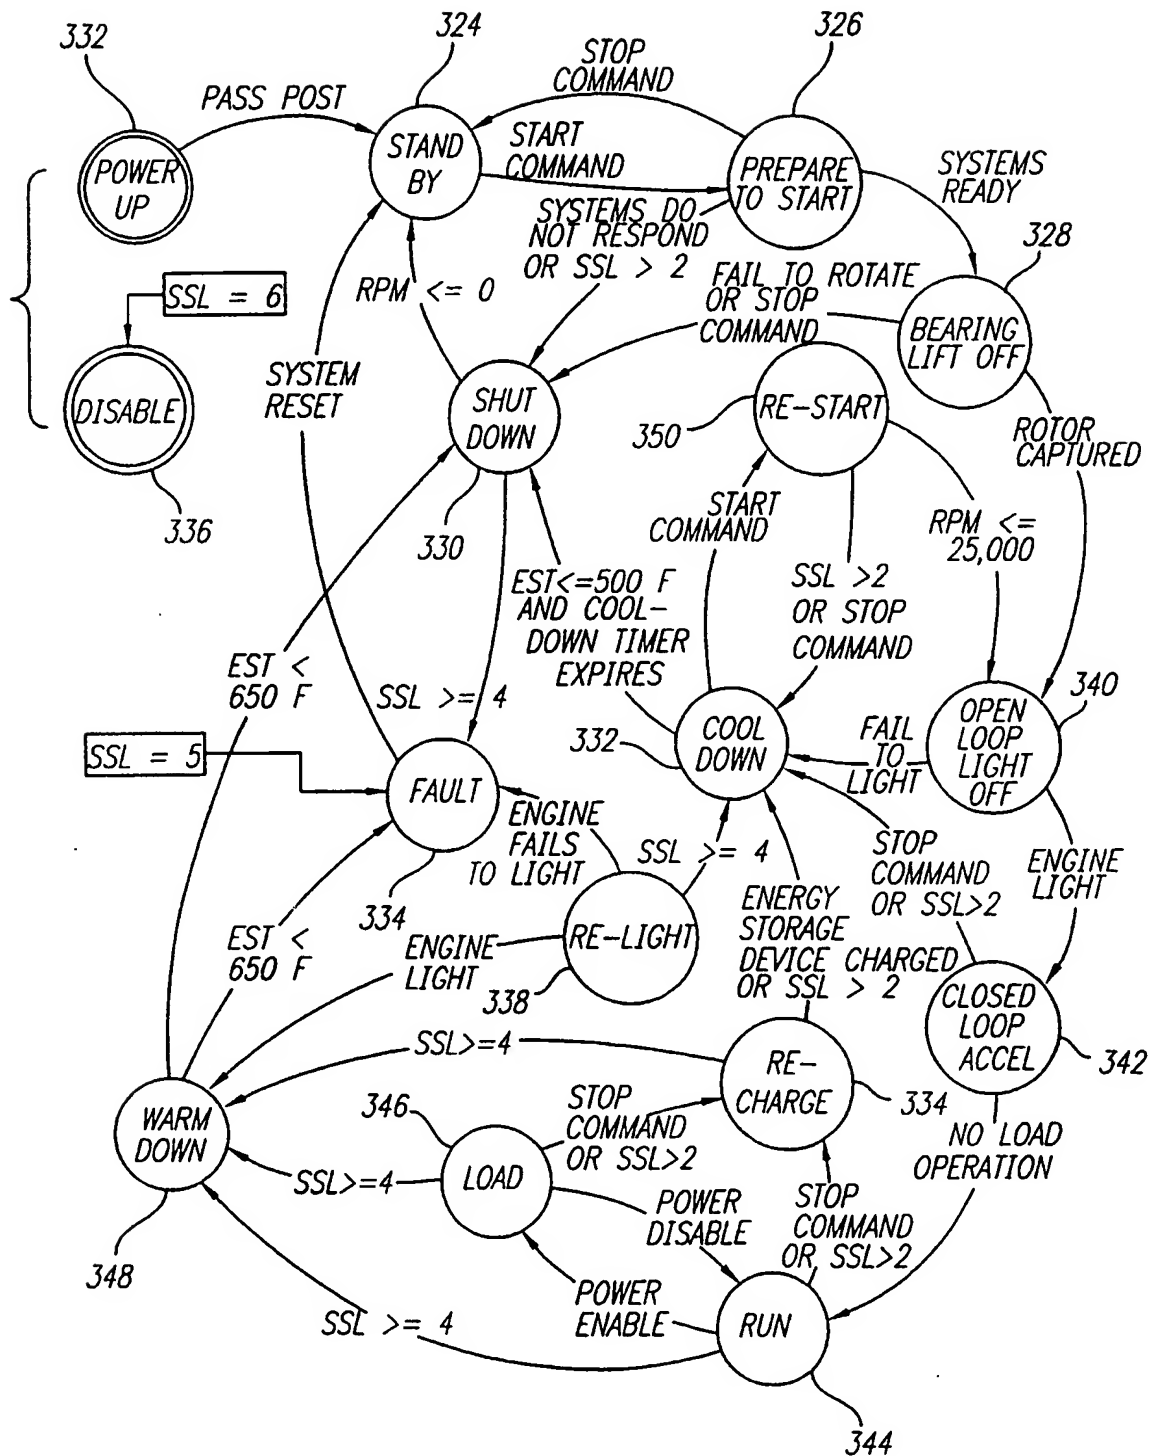 332
324
326
PASS POST
STOP
COMMAND
POWER
UP
STAND
BY
START
COMMAND
PREPARE
TO START
SYSTEMS
READY
SYSTEMS DO
NOT RESPOND
OR SSL > 2
328
SSL = 6
RPM <= 0
FAIL TO ROTATE
OR STOP
COMMAND
BEARING
LIFT OFF
DISABLE
336
SYSTEM
RESET
SHUT
DOWN
330
350
RE-START
ROTOR
CAPTURED
START
COMMAND
RPM <=
25,000
EST<=500 F
AND COOL-
DOWN TIMER
EXPIRES
SSL >2
OR STOP
COMMAND
EST <
650 F
SSL >= 4
SSL = 5
FAULT
334
332
COOL
DOWN
FAIL
TO
LIGHT
OPEN
LOOP
LIGHT
OFF
340
ENGINE
FAILS
TO LIGHT
SSL >= 4
STOP
COMMAND
OR SSL>2
ENGINE
LIGHT
EST <
650 F
ENGINE
LIGHT
RE-LIGHT
338
ENERGY
STORAGE
DEVICE CHARGED
OR SSL > 2
CLOSED
LOOP
ACCEL
342
SSL>=4
RE-
CHARGE
334
WARM
DOWN
348
346
STOP
COMMAND
OR SSL>2
NO LOAD
OPERATION
SSL>=4
LOAD
POWER
DISABLE
STOP
COMMAND
OR SSL>2
POWER
ENABLE
RUN
SSL >= 4
344